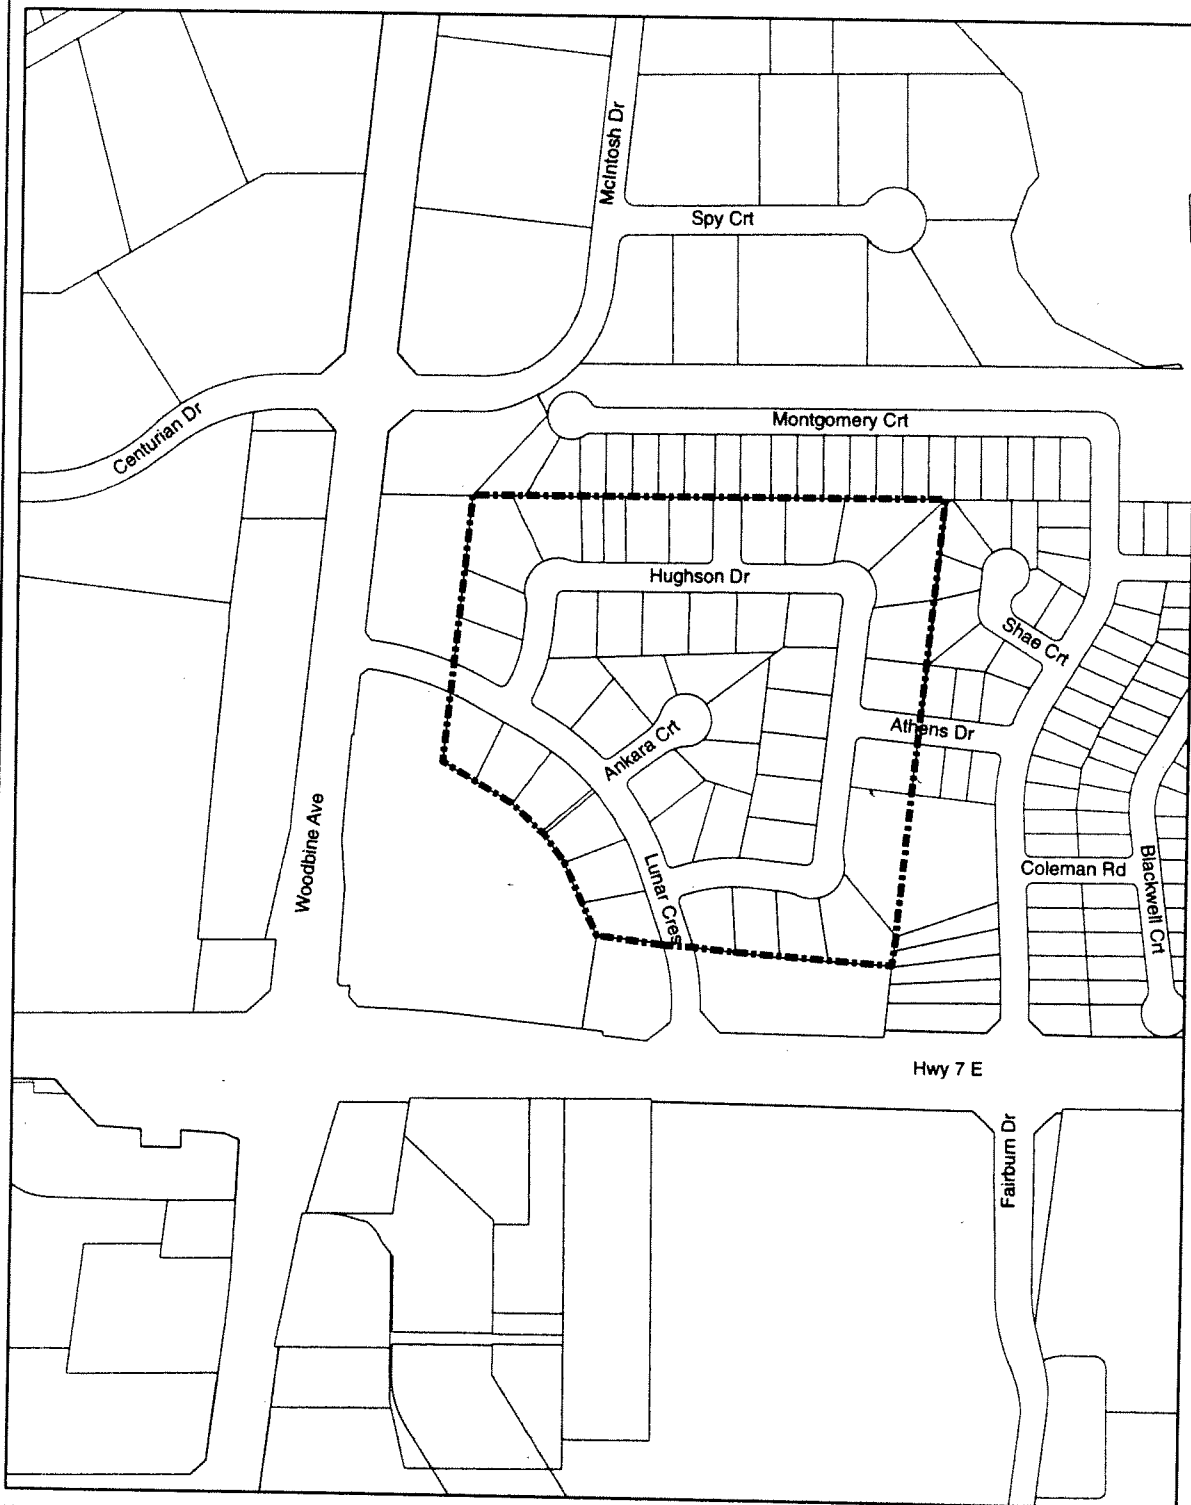 McIntosh Dr
Spy Crt
Centurian Dr
Montgomery Crt
Hughson Dr
Shae Crt
Ankara Crt
Athens Dr
Woodbine Ave
Lunar Cres
Coleman Rd
Blackwell Crt
Hwy 7 E
Fairburn Dr